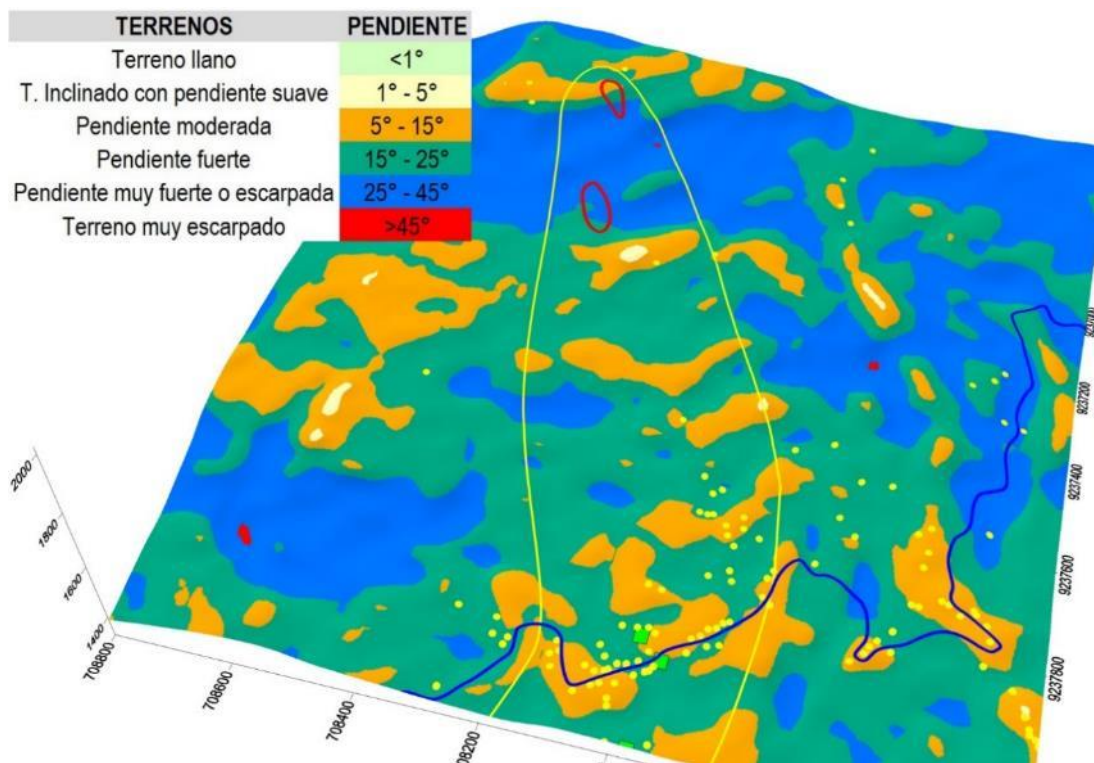 TERRENOS PENDIENTE
Terreno llano <1°
T. Inclinado con pendiente suave 1° - 5°
Pendiente moderada 5° - 15°
Pendiente fuerte 15° - 25°
Pendiente muy fuerte o escarpada 25° - 45°
Terreno muy escarpado >45°
9237200
9237400
9237600
9237800
2000
1800
1600
1400
708800
708600
708400
708200